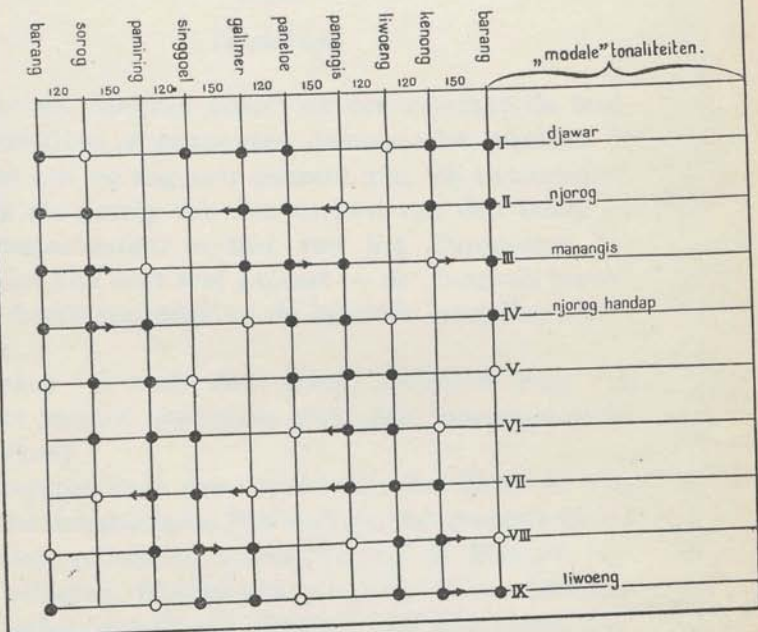 barang
sorog
pamiring
singgoel
galimer
paneloe
panangis
liwoeng
kenong
barang
„modale" tonaliteiten.
120 150 120 150 120 150 120 120 150
I djawar
II njorog
III manangis
IV njorog handap
V
VI
VII
VIII
IX liwoeng